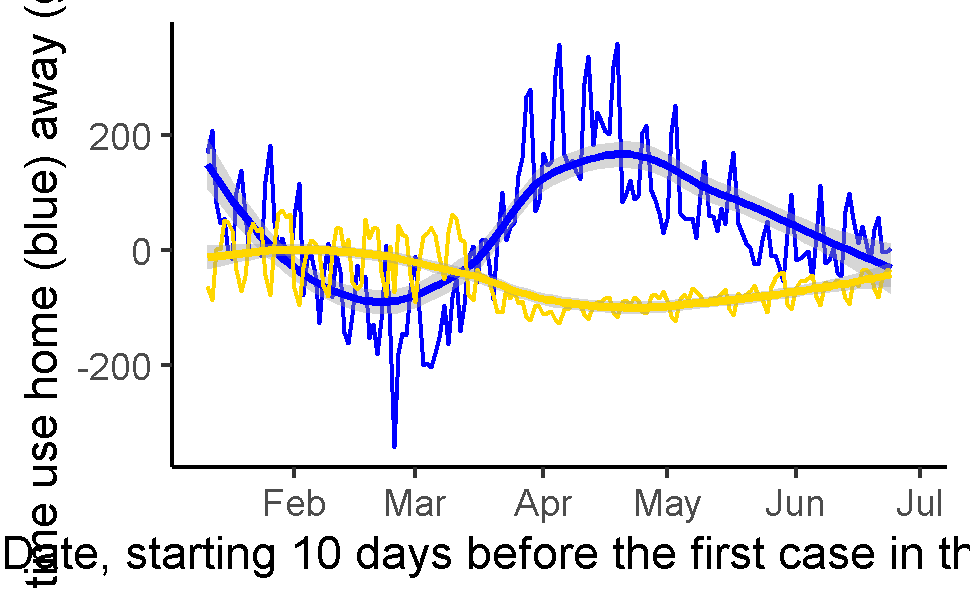 time use home (blue) away (
200
0
-200
Feb Mar Apr May Jun Jul
Date, starting 10 days before the first case in th